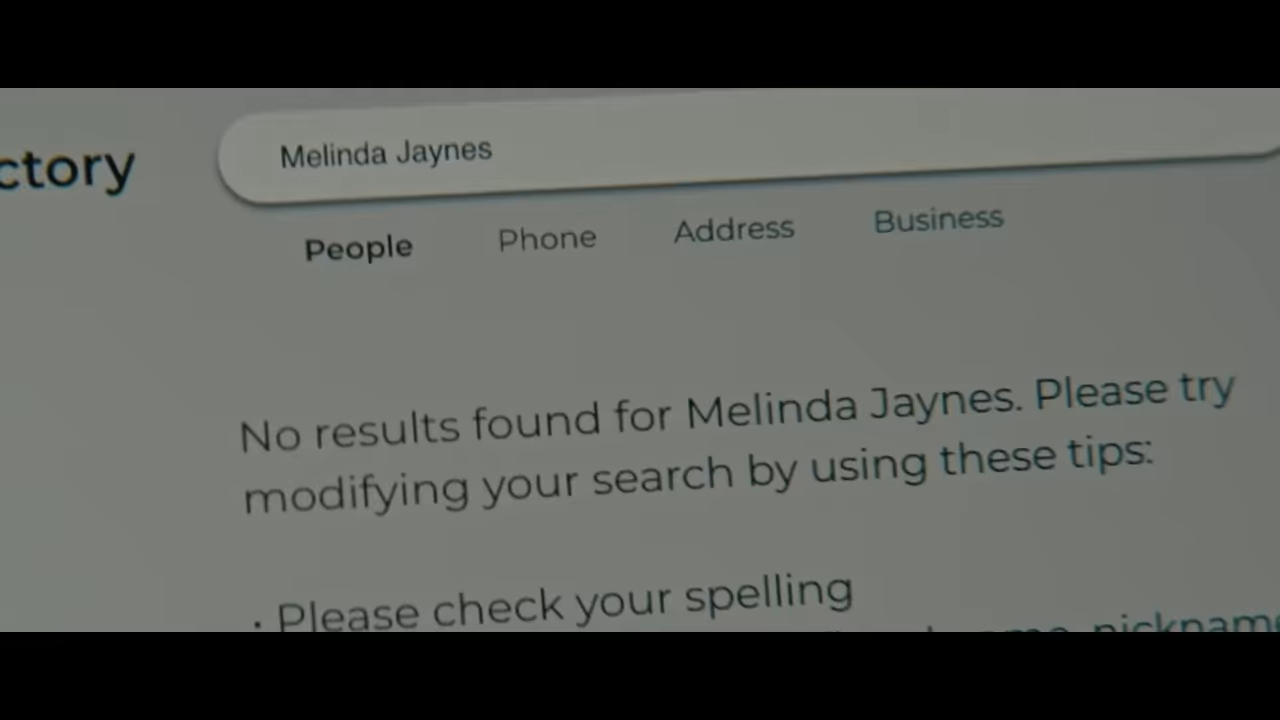 ctory
Melinda Jaynes
People Phone Address Business
No results found for Melinda Jaynes. Please try
modifying your search by using these tips:
· Please check your spelling
nickname